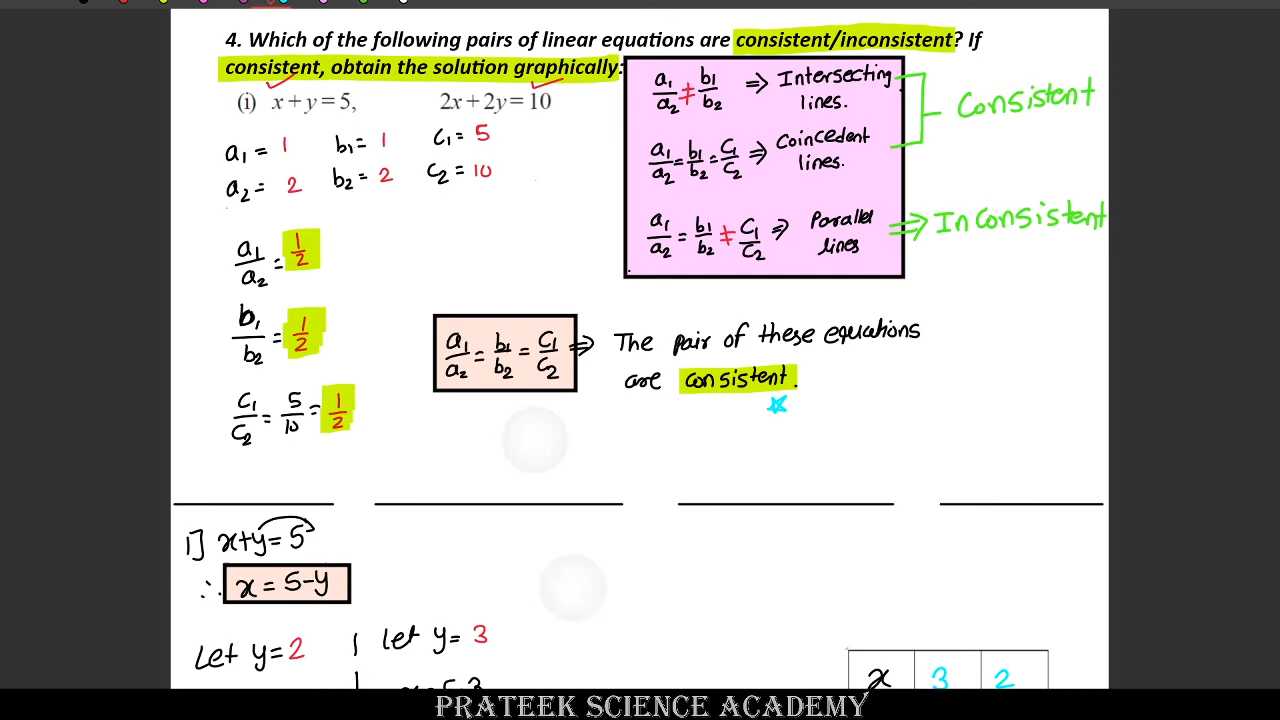 4. Which of the following pairs of linear equations are consistent/inconsistent? If
consistent, obtain the solution graphically:
(i) x + y = 5, 2x + 2y = 10
a₁ = 1 b₁ = 1 c₁ = 5
a₂ = 2 b₂ = 2 c₂ = 10
a₁/a₂ ≠ b₁/b₂ ⇒ Intersecting
lines.
a₁/a₂ = b₁/b₂ = c₁/c₂ ⇒ Coincedent
lines.
Consistent
a₁/a₂ = b₁/b₂ ≠ c₁/c₂ ⇒ Parallel
lines
⇒ Inconsistent
a₁/a₂ = 1/2
b₁/b₂ = 1/2
c₁/c₂ = 5/10 = 1/2
a₁/a₂ = b₁/b₂ = c₁/c₂ ⇒ The pair of these equations
are consistent.
1] x+y = 5
∴ x = 5-y
Let y = 2
let y = 3
x 3 2
PRATEEK SCIENCE ACADEMY